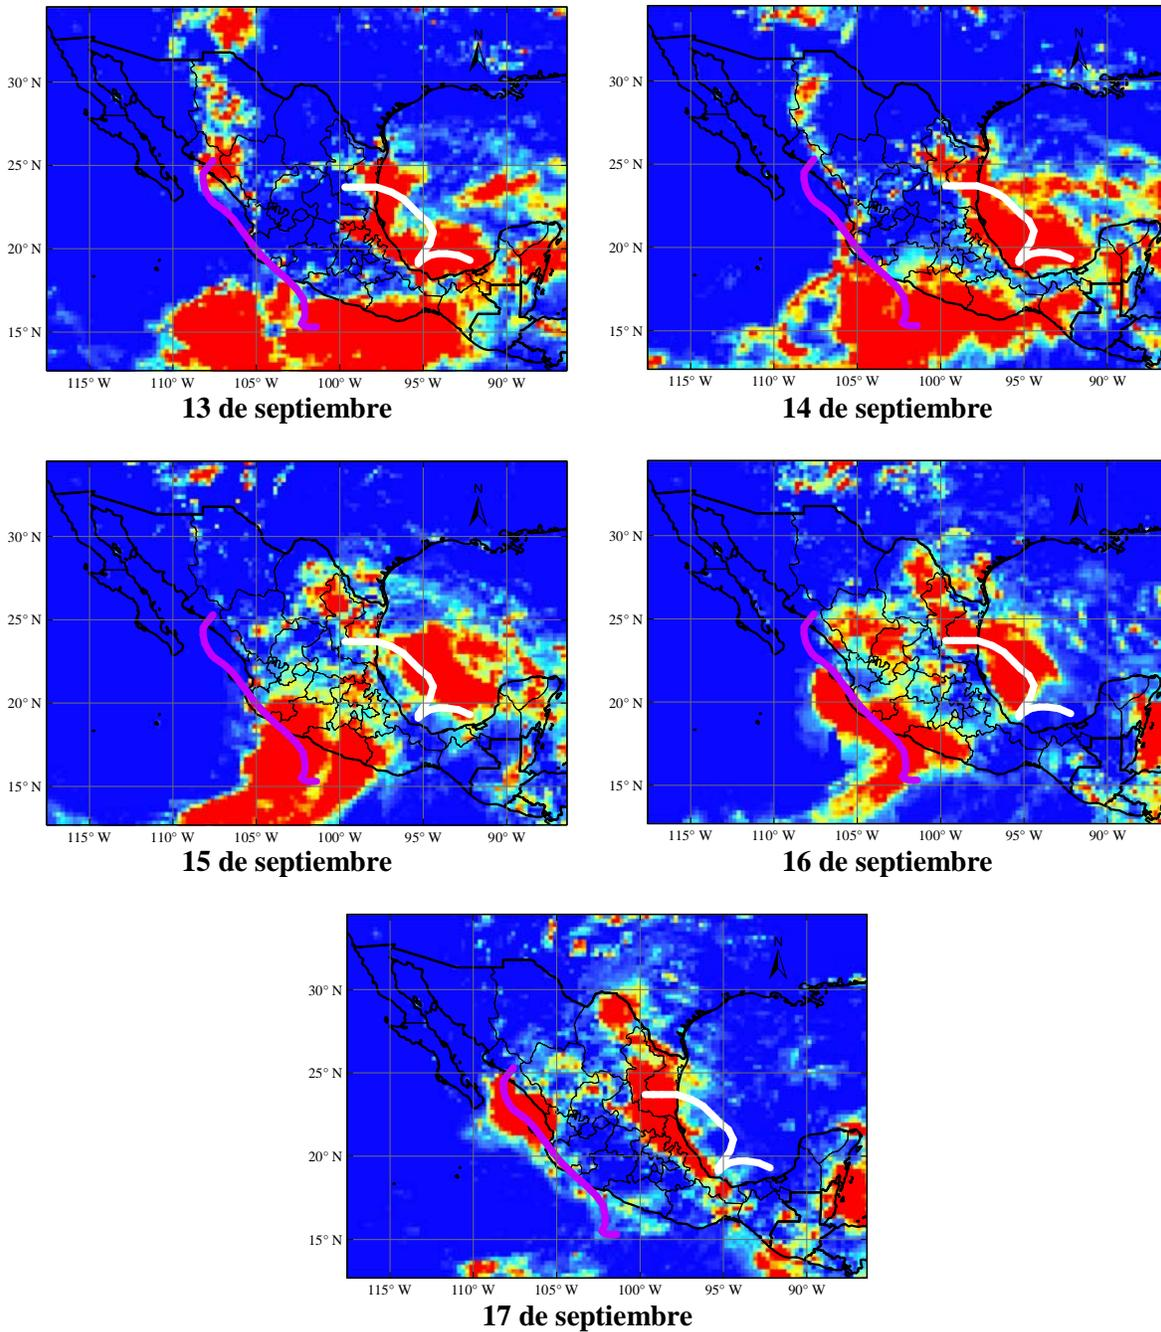 N
30° N
25° N
20° N
15° N
115° W 110° W 105° W 100° W 95° W 90° W
13 de septiembre
N
30° N
25° N
20° N
15° N
115° W 110° W 105° W 100° W 95° W 90° W
14 de septiembre
N
30° N
25° N
20° N
15° N
115° W 110° W 105° W 100° W 95° W 90° W
15 de septiembre
N
30° N
25° N
20° N
15° N
115° W 110° W 105° W 100° W 95° W 90° W
16 de septiembre
N
30° N
25° N
20° N
15° N
115° W 110° W 105° W 100° W 95° W 90° W
17 de septiembre